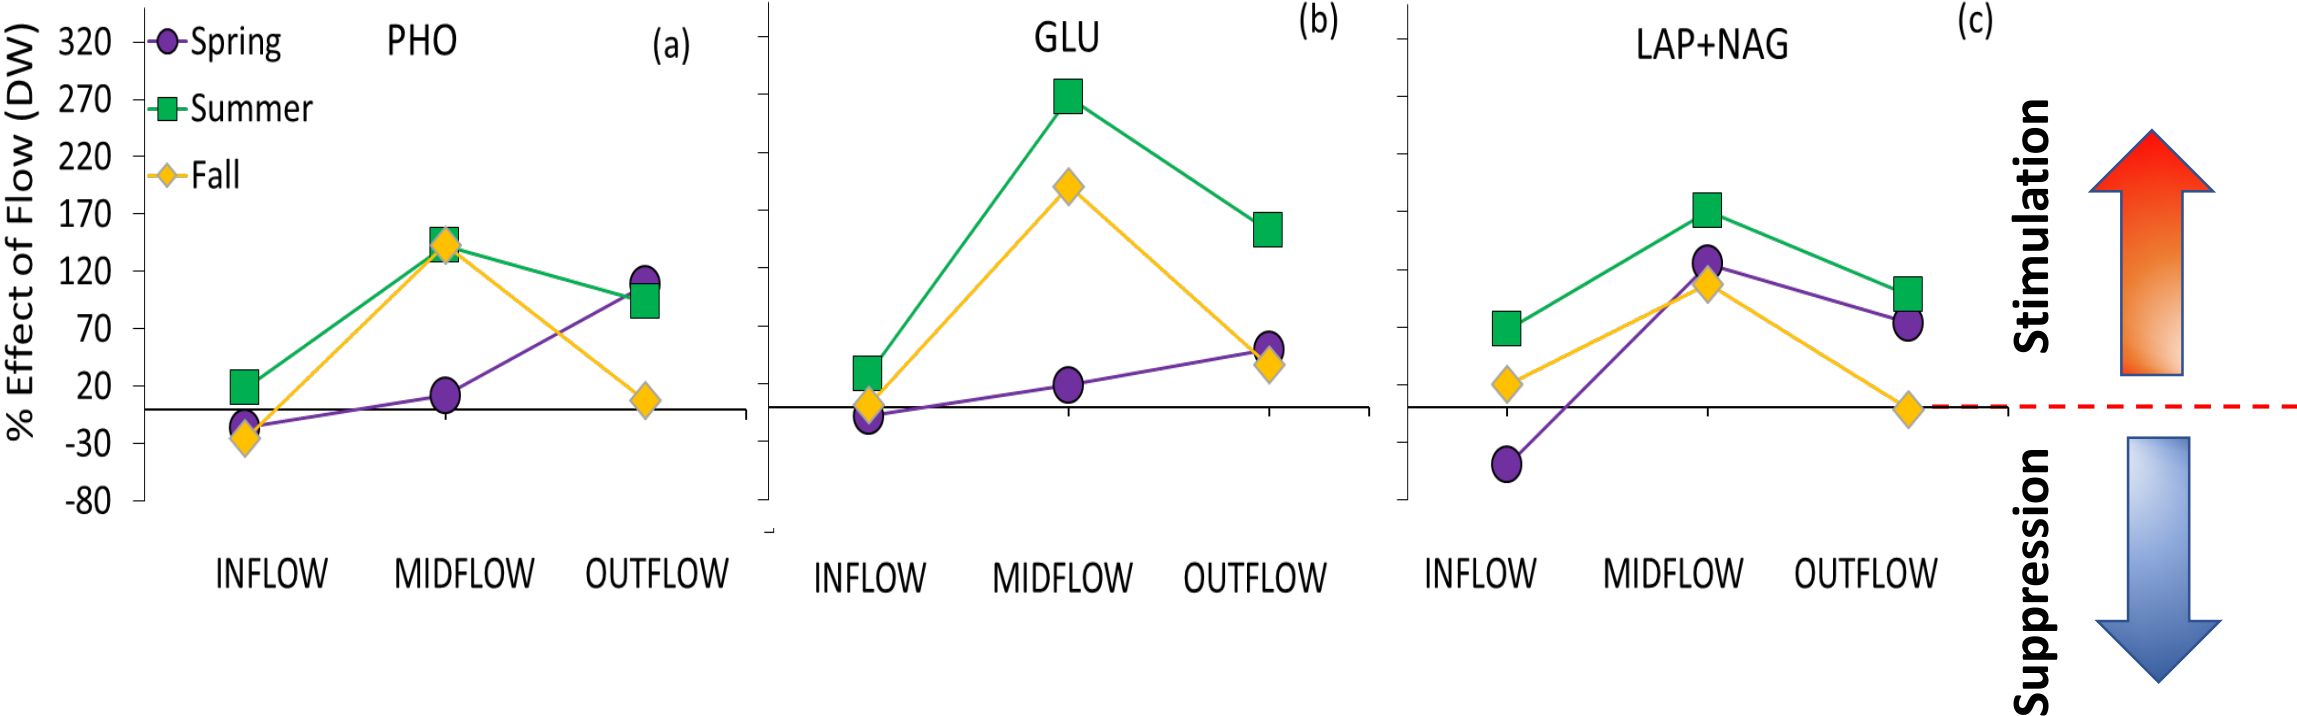 % Effect of Flow (DW)
320
270
220
170
120
70
20
-30
-80
Spring
Summer
Fall
PHO
(a)
INFLOW MIDFLOW OUTFLOW
GLU
(b)
INFLOW MIDFLOW OUTFLOW
LAP+NAG
(c)
INFLOW MIDFLOW OUTFLOW
Stimulation
Suppression